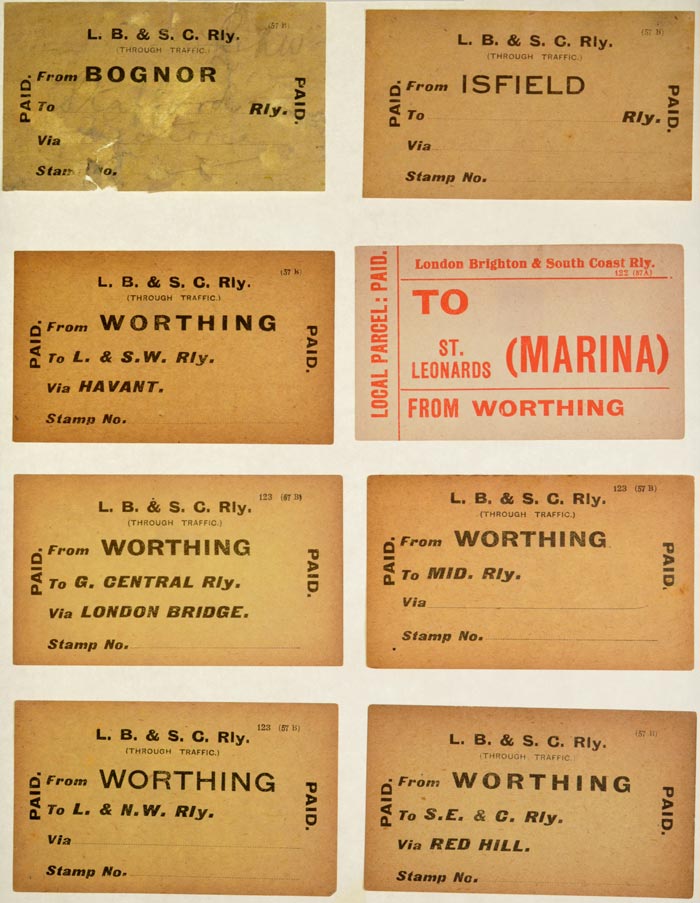 (57 B)
L. B. & S. C. Rly.
(THROUGH TRAFFIC.)
PAID.
From BOGNOR
To Rly.
Via
Stam No.
PAID.
(57 B)
L. B. & S. C. Rly.
(THROUGH TRAFFIC.)
PAID.
From ISFIELD
To Rly.
Via
Stamp No.
PAID.
(57 B)
L. B. & S. C. Rly.
(THROUGH TRAFFIC.)
PAID.
From WORTHING
To L. & S.W. Rly.
Via HAVANT.
Stamp No.
PAID.
LOCAL PARCEL: PAID.
London Brighton & South Coast Rly.
122 (57A)
TO
ST. LEONARDS (MARINA)
FROM WORTHING
123 (57 B)
L. B. & S. C. Rly.
(THROUGH TRAFFIC.)
PAID.
From WORTHING
To G. CENTRAL Rly.
Via LONDON BRIDGE.
Stamp No.
PAID.
123 (57 B)
L. B. & S. C. Rly.
(THROUGH TRAFFIC.)
PAID.
From WORTHING
To MID. Rly.
Via
Stamp No.
PAID.
123 (57 B)
L. B. & S. C. Rly.
(THROUGH TRAFFIC.)
PAID.
From WORTHING
To L. & N.W. Rly.
Via
Stamp No.
PAID.
(57 B)
L. B. & S. C. Rly.
(THROUGH TRAFFIC.)
PAID.
From WORTHING
To S.E. & C. Rly.
Via RED HILL.
Stamp No.
PAID.